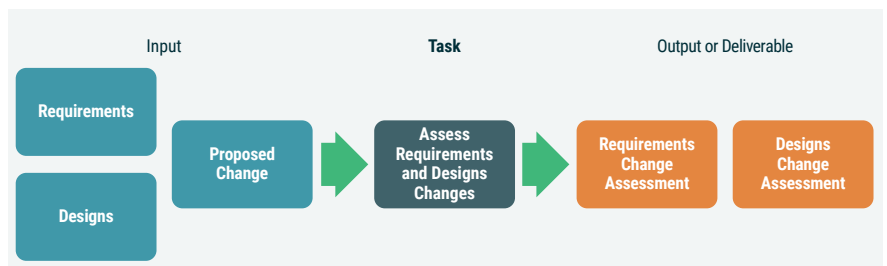 Input
Task
Output or Deliverable
Requirements
Designs
Proposed
Change
Assess
Requirements
and Designs
Changes
Requirements
Change
Assessment
Designs
Change
Assessment